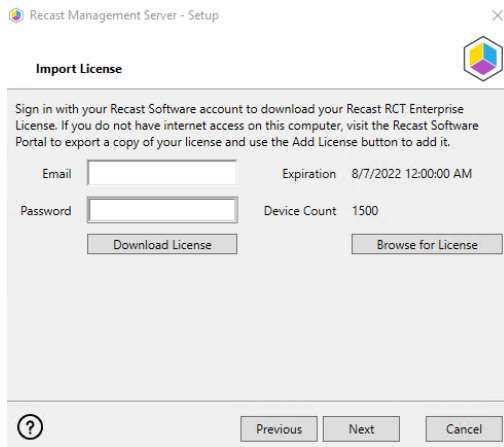 Recast Management Server - Setup
Import License
Sign in with your Recast Software account to download your Recast RCT Enterprise
License. If you do not have internet access on this computer, visit the Recast Software
Portal to export a copy of your license and use the Add License button to add it.
Email Expiration 8/7/2022 12:00:00 AM
Password Device Count 1500
Download License Browse for License
? Previous Next Cancel